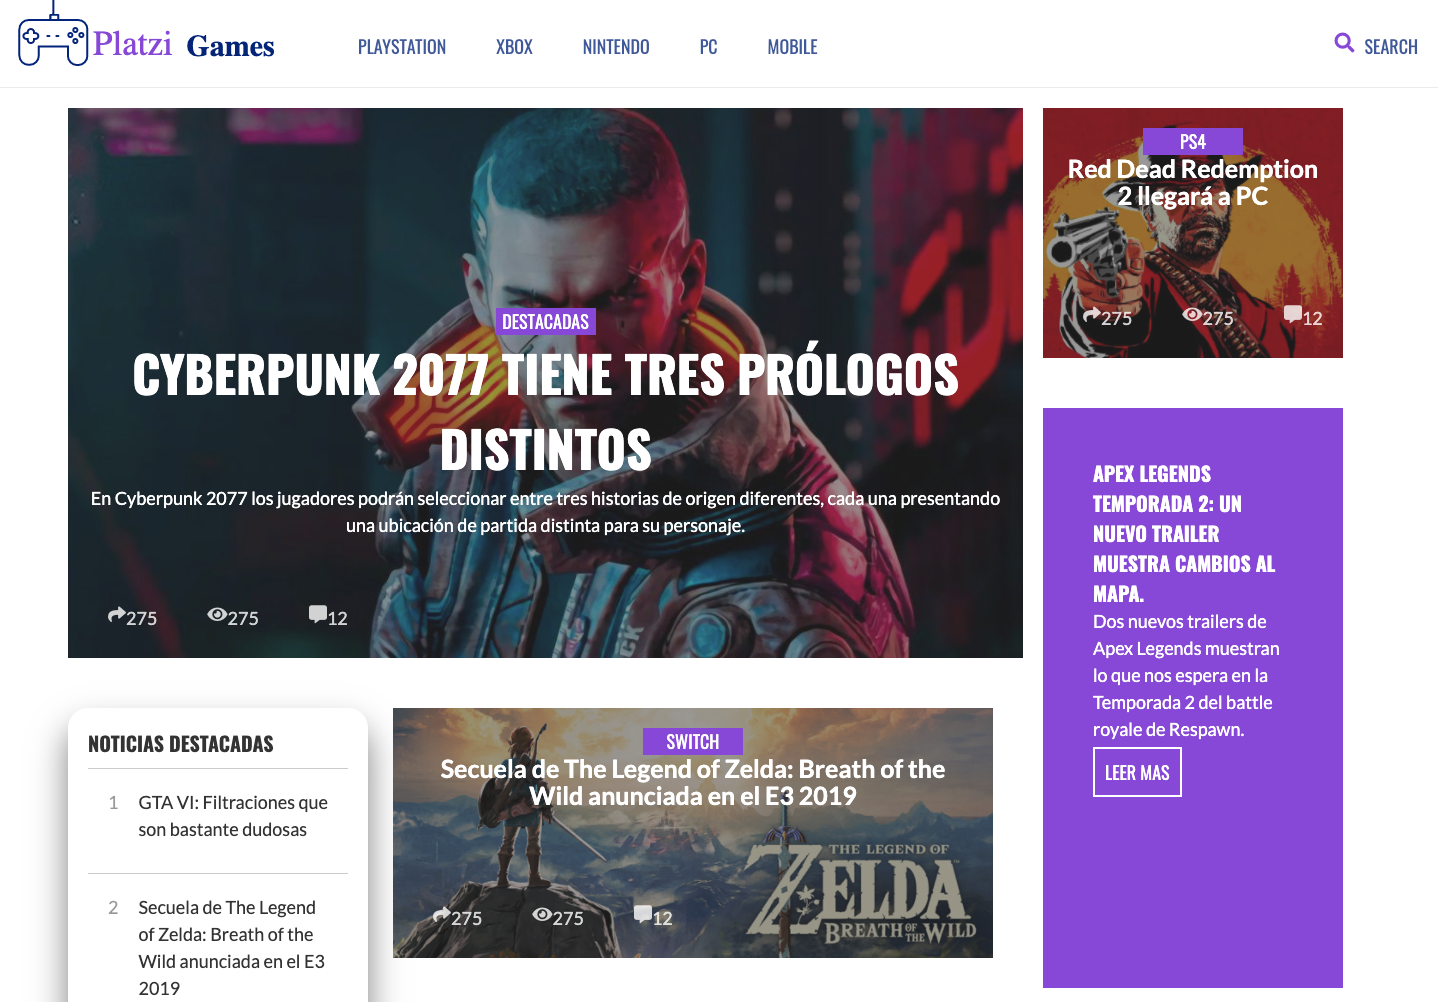 Platzi Games
PLAYSTATION
XBOX
NINTENDO
PC
MOBILE
SEARCH
DESTACADAS
CYBERPUNK 2077 TIENE TRES PRÓLOGOS
DISTINTOS
En Cyberpunk 2077 los jugadores podrán seleccionar entre tres historias de origen diferentes, cada una presentando
una ubicación de partida distinta para su personaje.
275
275
12
PS4
Red Dead Redemption
2 llegará a PC
275
275
12
APEX LEGENDS
TEMPORADA 2: UN
NUEVO TRAILER
MUESTRA CAMBIOS AL
MAPA.
Dos nuevos trailers de
Apex Legends muestran
lo que nos espera en la
Temporada 2 del battle
royale de Respawn.
LEER MAS
NOTICIAS DESTACADAS
1 GTA VI: Filtraciones que
son bastante dudosas
2 Secuela de The Legend
of Zelda: Breath of the
Wild anunciada en el E3
2019
SWITCH
Secuela de The Legend of Zelda: Breath of the
Wild anunciada en el E3 2019
THE LEGEND OF
ZELDA
BREATH OF THE WILD
275
275
12